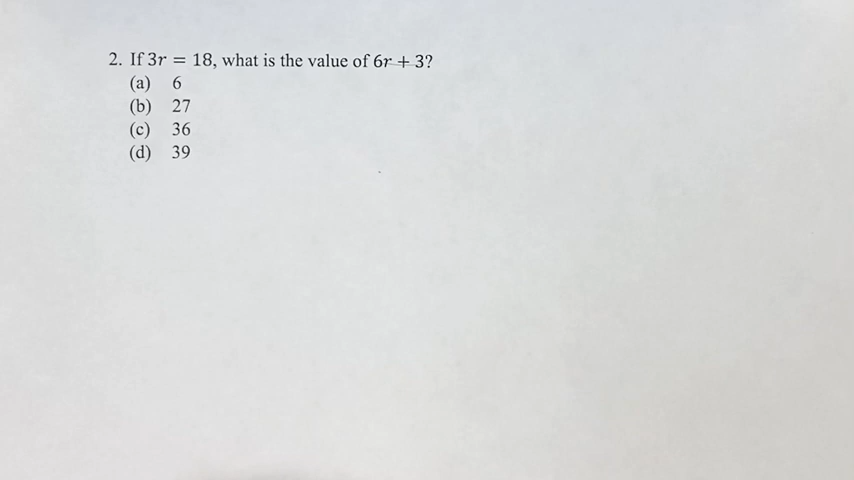 2. If 3r = 18, what is the value of 6r + 3?
(a) 6
(b) 27
(c) 36
(d) 39